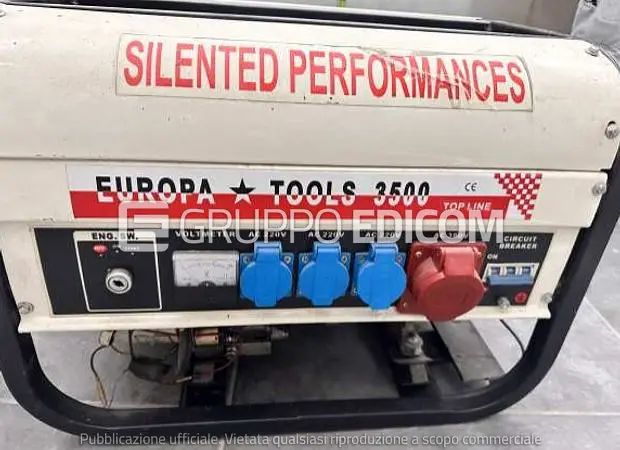 SILENTED PERFORMANCES
EUROPA ★ TOOLS 3500
CE
TOP LINE
GRUPPO EDICOM
ENG. SW.
VOLTMETER
AC 220V
AC 220V
CIRCUIT
BREAKER
ON
Pubblicazione ufficiale. Vietata qualsiasi riproduzione a scopo commerciale